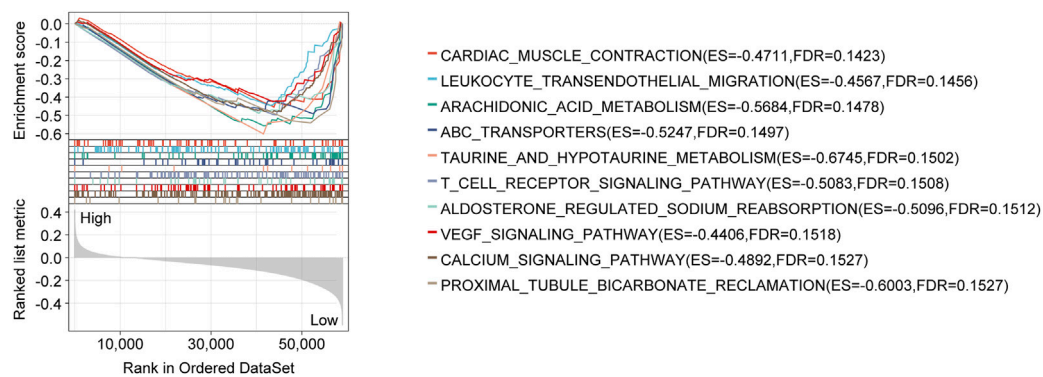 Enrichment score
0.0
-0.1
-0.2
-0.3
-0.4
-0.5
-0.6
Ranked list metric
0.4
0.2
0.0
-0.2
-0.4
High
Low
10,000 30,000 50,000
Rank in Ordered DataSet
CARDIAC_MUSCLE_CONTRACTION(ES=-0.4711,FDR=0.1423)
LEUKOCYTE_TRANSENDOTHELIAL_MIGRATION(ES=-0.4567,FDR=0.1456)
ARACHIDONIC_ACID_METABOLISM(ES=-0.5684,FDR=0.1478)
ABC_TRANSPORTERS(ES=-0.5247,FDR=0.1497)
TAURINE_AND_HYPOTAURINE_METABOLISM(ES=-0.6745,FDR=0.1502)
T_CELL_RECEPTOR_SIGNALING_PATHWAY(ES=-0.5083,FDR=0.1508)
ALDOSTERONE_REGULATED_SODIUM_REABSORPTION(ES=-0.5096,FDR=0.1512)
VEGF_SIGNALING_PATHWAY(ES=-0.4406,FDR=0.1518)
CALCIUM_SIGNALING_PATHWAY(ES=-0.4892,FDR=0.1527)
PROXIMAL_TUBULE_BICARBONATE_RECLAMATION(ES=-0.6003,FDR=0.1527)